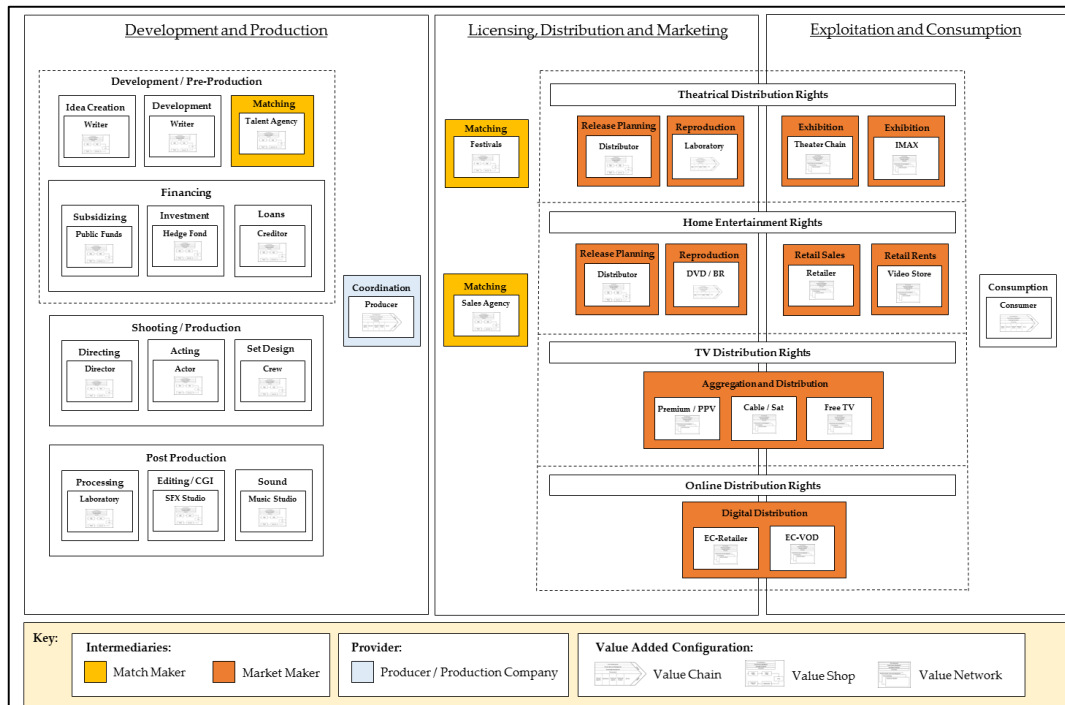 Development and Production
Licensing, Distribution and Marketing
Exploitation and Consumption
Development / Pre-Production
Idea Creation
Writer
Development
Writer
Matching
Talent Agency
Financing
Subsidizing
Public Funds
Investment
Hedge Fond
Loans
Creditor
Coordination
Producer
Shooting / Production
Directing
Director
Acting
Actor
Set Design
Crew
Post Production
Processing
Laboratory
Editing / CGI
SFX Studio
Sound
Music Studio
Matching
Festivals
Matching
Sales Agency
Theatrical Distribution Rights
Release Planning
Distributor
Reproduction
Laboratory
Exhibition
Theater Chain
Exhibition
IMAX
Home Entertainment Rights
Release Planning
Distributor
Reproduction
DVD / BR
Retail Sales
Retailer
Retail Rents
Video Store
TV Distribution Rights
Aggregation and Distribution
Premium / PPV
Cable / Sat
Free TV
Online Distribution Rights
Digital Distribution
EC-Retailer
EC-VOD
Consumption
Consumer
Key:
Intermediaries:
Match Maker
Market Maker
Provider:
Producer / Production Company
Value Added Configuration:
Value Chain
Value Shop
Value Network